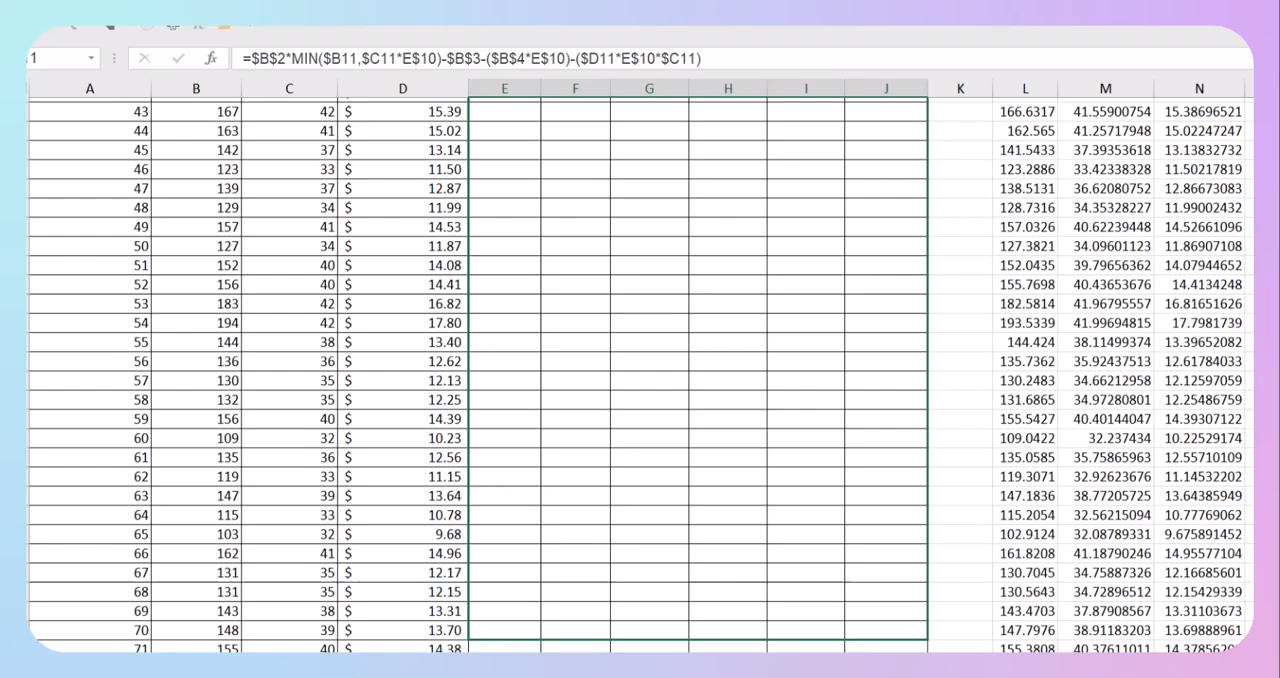 1 fx =$B$2*MIN($B11,$C11*E$10)-$B$3-($B$4*E$10)-($D11*E$10*$C11)
A B C D E F G H I J K L M N
43 167 42 $ 15.39 166.6317 41.55900754 15.38696521
44 163 41 $ 15.02 162.565 41.25717948 15.02247247
45 142 37 $ 13.14 141.5433 37.39353618 13.13832732
46 123 33 $ 11.50 123.2886 33.42338328 11.50217819
47 139 37 $ 12.87 138.5131 36.62080752 12.86673083
48 129 34 $ 11.99 128.7316 34.35328227 11.99002432
49 157 41 $ 14.53 157.0326 40.62239448 14.52661096
50 127 34 $ 11.87 127.3821 34.09601123 11.86907108
51 152 40 $ 14.08 152.0435 39.79656362 14.07944652
52 156 40 $ 14.41 155.7698 40.43653676 14.4134248
53 183 42 $ 16.82 182.5814 41.96795557 16.81651626
54 194 42 $ 17.80 193.5339 41.99694815 17.7981739
55 144 38 $ 13.40 144.424 38.11499374 13.39652082
56 136 36 $ 12.62 135.7362 35.92437513 12.61784033
57 130 35 $ 12.13 130.2483 34.66212958 12.12597059
58 132 35 $ 12.25 131.6865 34.97280801 12.25486759
59 156 40 $ 14.39 155.5427 40.40144047 14.39307122
60 109 32 $ 10.23 109.0422 32.237434 10.22529174
61 135 36 $ 12.56 135.0585 35.75865963 12.55710109
62 119 33 $ 11.15 119.3071 32.92623676 11.14532202
63 147 39 $ 13.64 147.1836 38.77205725 13.64385949
64 115 33 $ 10.78 115.2054 32.56215094 10.77769062
65 103 32 $ 9.68 102.9124 32.08789331 9.675891452
66 162 41 $ 14.96 161.8208 41.18790246 14.95577104
67 131 35 $ 12.17 130.7045 34.75887326 12.16685601
68 131 35 $ 12.15 130.5643 34.72896512 12.15429339
69 143 38 $ 13.31 143.4703 37.87908567 13.31103673
70 148 39 $ 13.70 147.7976 38.91183203 13.69888961
71 155 40 $ 14.38 155.3808 40.37611011